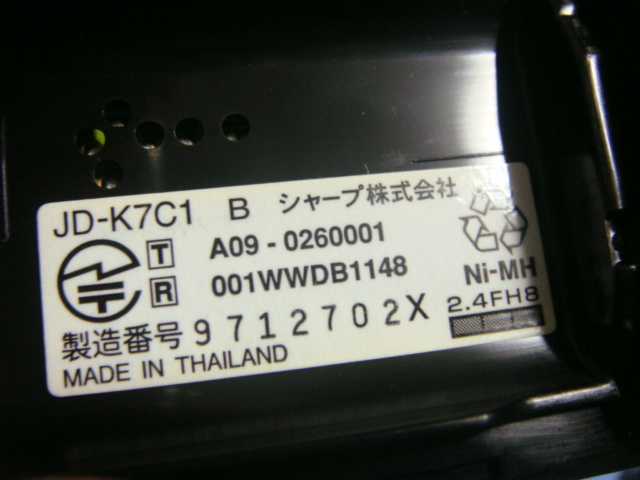 JD-K7C1 B シャープ株式会社
T A09-0260001
R 001WWDB1148
Ni-MH
製造番号 9712702X
2.4FH8
MADE IN THAILAND